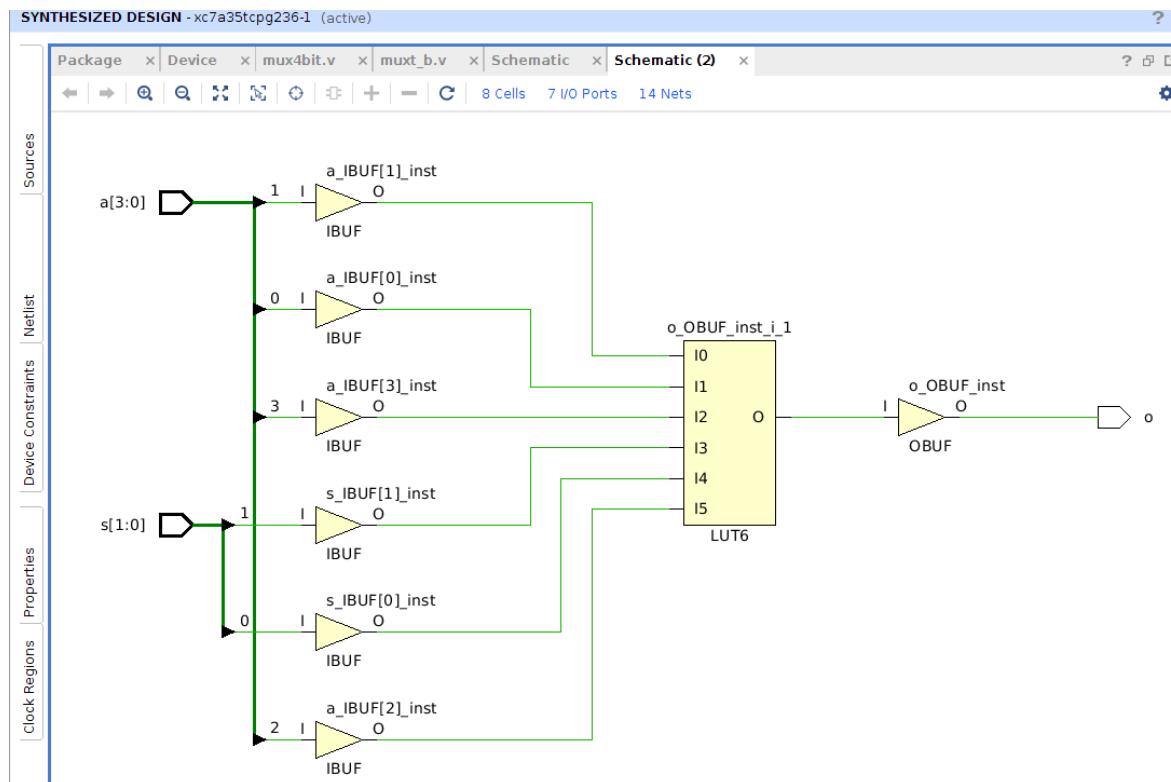 SYNTHESIZED DESIGN - xc7a35tcpg236-1 (active) ?
Package × Device × mux4bit.v × muxt_b.v × Schematic × Schematic (2) × ?
8 Cells 7 I/O Ports 14 Nets
Sources
Netlist
Device Constraints
Properties
Clock Regions
a_IBUF[1]_inst
a[3:0] 1 I O
IBUF
a_IBUF[0]_inst
0 I O
IBUF
o_OBUF_inst_i_1
I0
a_IBUF[3]_inst
I1
o_OBUF_inst
3 I O
I2 O
I O
o
IBUF
I3
OBUF
s_IBUF[1]_inst
I4
s[1:0] 1 I O
I5
IBUF
LUT6
s_IBUF[0]_inst
0 I O
IBUF
a_IBUF[2]_inst
2 I O
IBUF